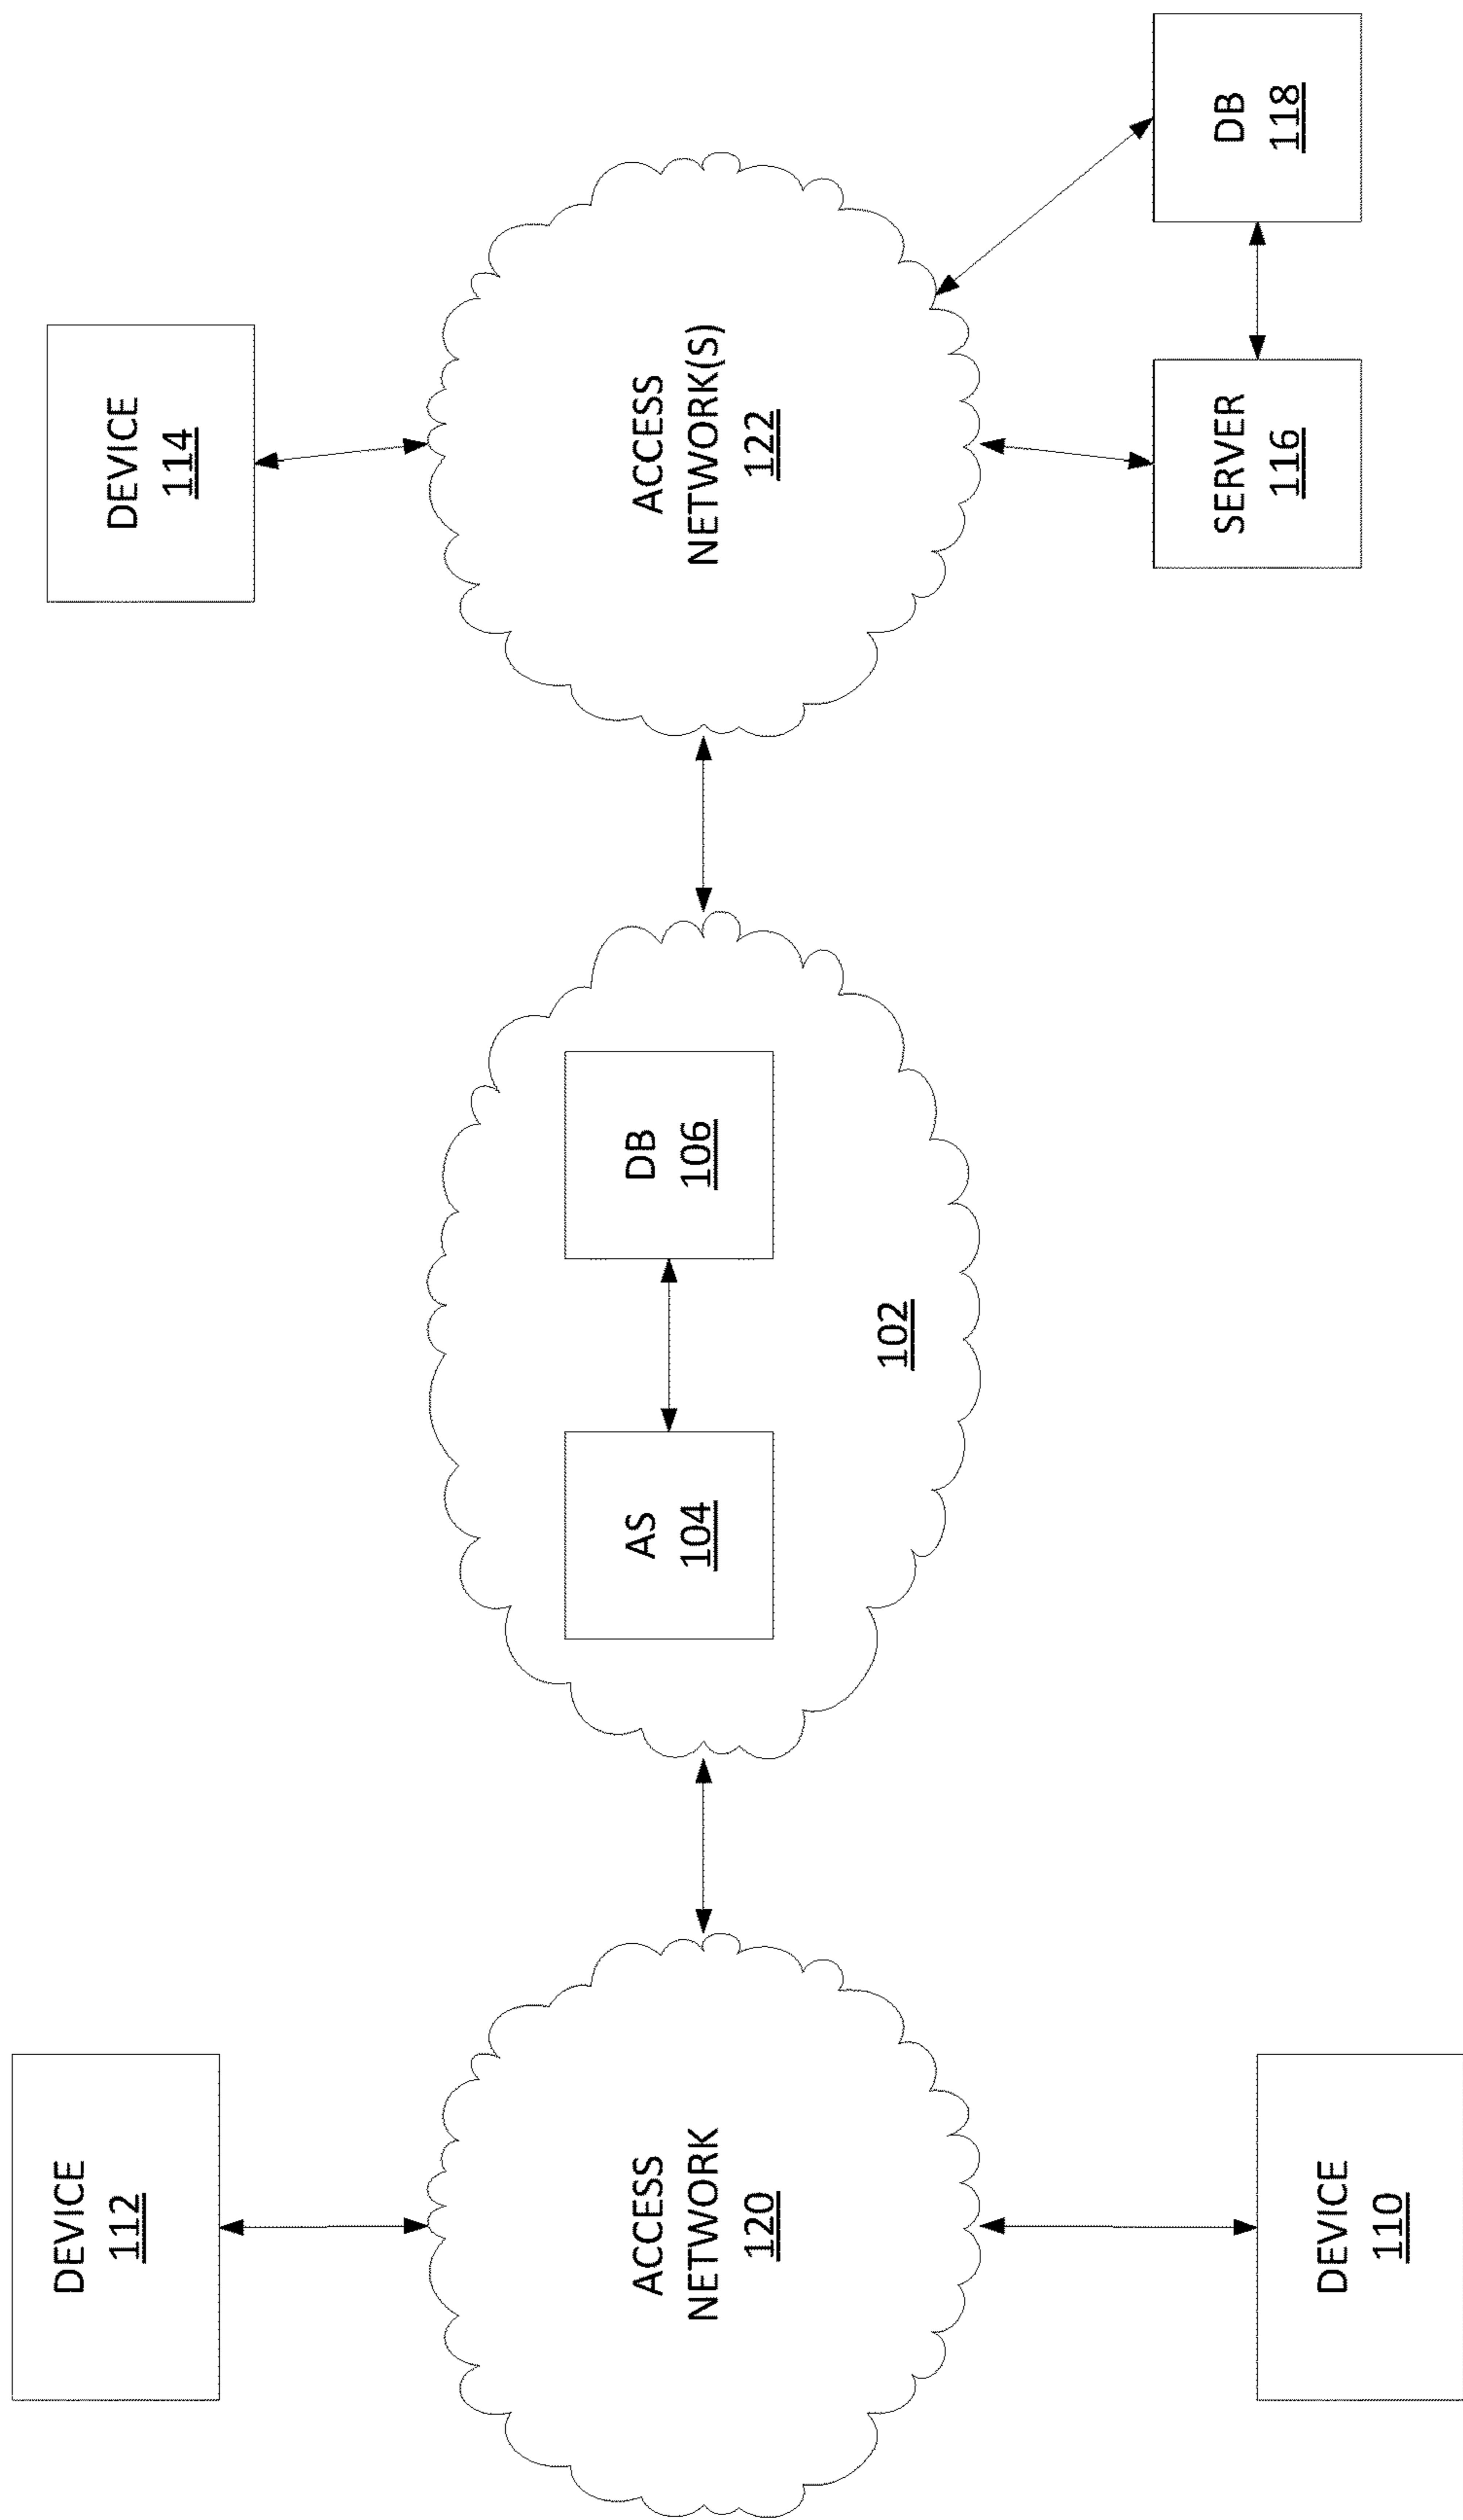 DEVICE
112
DEVICE
114
ACCESS
NETWORK
120
AS
104
DB
106
102
ACCESS
NETWORK(S)
122
DEVICE
110
SERVER
116
DB
118